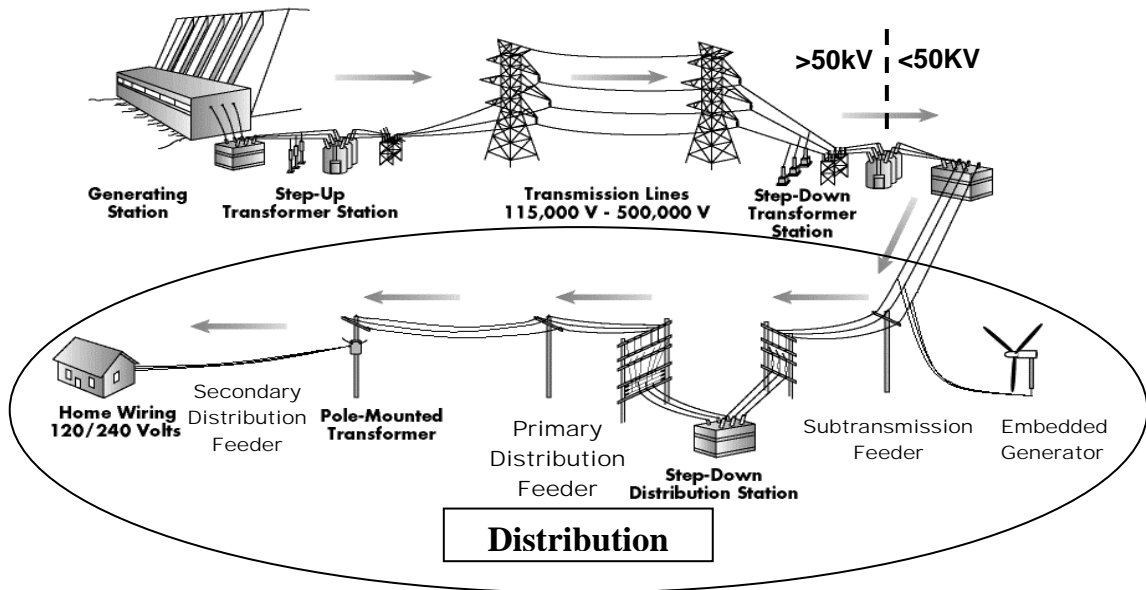 >50kV
<50KV
Generating
Station
Step-Up
Transformer Station
Transmission Lines
115,000 V - 500,000 V
Step-Down
Transformer
Station
Home Wiring
120/240 Volts
Secondary
Distribution
Feeder
Pole-Mounted
Transformer
Primary
Distribution
Feeder
Step-Down
Distribution Station
Subtransmission
Feeder
Embedded
Generator
Distribution